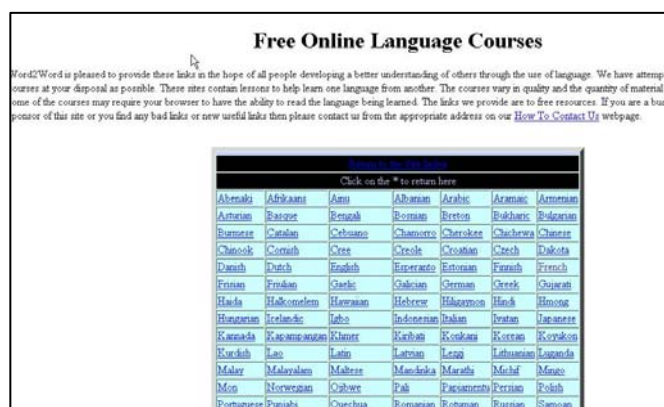 Free Online Language Courses
Word2Word is pleased to provide these links in the hope of all people developing a better understanding of others through the use of language. We have attemp
ourses at your disposal as possible. These sites contain lessons to help learn one language from another. The courses vary in quality and the quantity of material
ome of the courses may require your browser to have the ability to read the language being learned. The links we provide are to free resources. If you are a bus
ponsor of this site or you find any bad links or new useful links then please contact us from the appropriate address on our How To Contact Us webpage.
Return to the Site Index
Click on the * to return here
Abenaki Afrikaans Ainu Albanian Arabic Aramaic Armenian
Asturian Basque Bengali Bosnian Breton Bukharic Bulgarian
Burmese Catalan Cebuano Chamorro Cherokee Chichewa Chinese
Chinook Cornish Cree Creole Croatian Czech Dakota
Danish Dutch English Esperanto Estonian Finnish French
Frisian Friulian Gaelic Galician German Greek Gujarati
Haida Halkomelem Hawaiian Hebrew Hiligaynon Hindi Hmong
Hungarian Icelandic Igbo Indonesian Italian Ivatan Japanese
Kannada Kapampangan Khmer Kiribati Konkani Korean Koyukon
Kurdish Lao Latin Latvian Lezgi Lithuanian Luganda
Malay Malayalam Maltese Mandinka Marathi Michif Mingo
Mon Norwegian Ojibwe Pali Papiamentu Persian Polish
Portuguese Punjabi Quechua Romanian Rotuman Russian Samoan